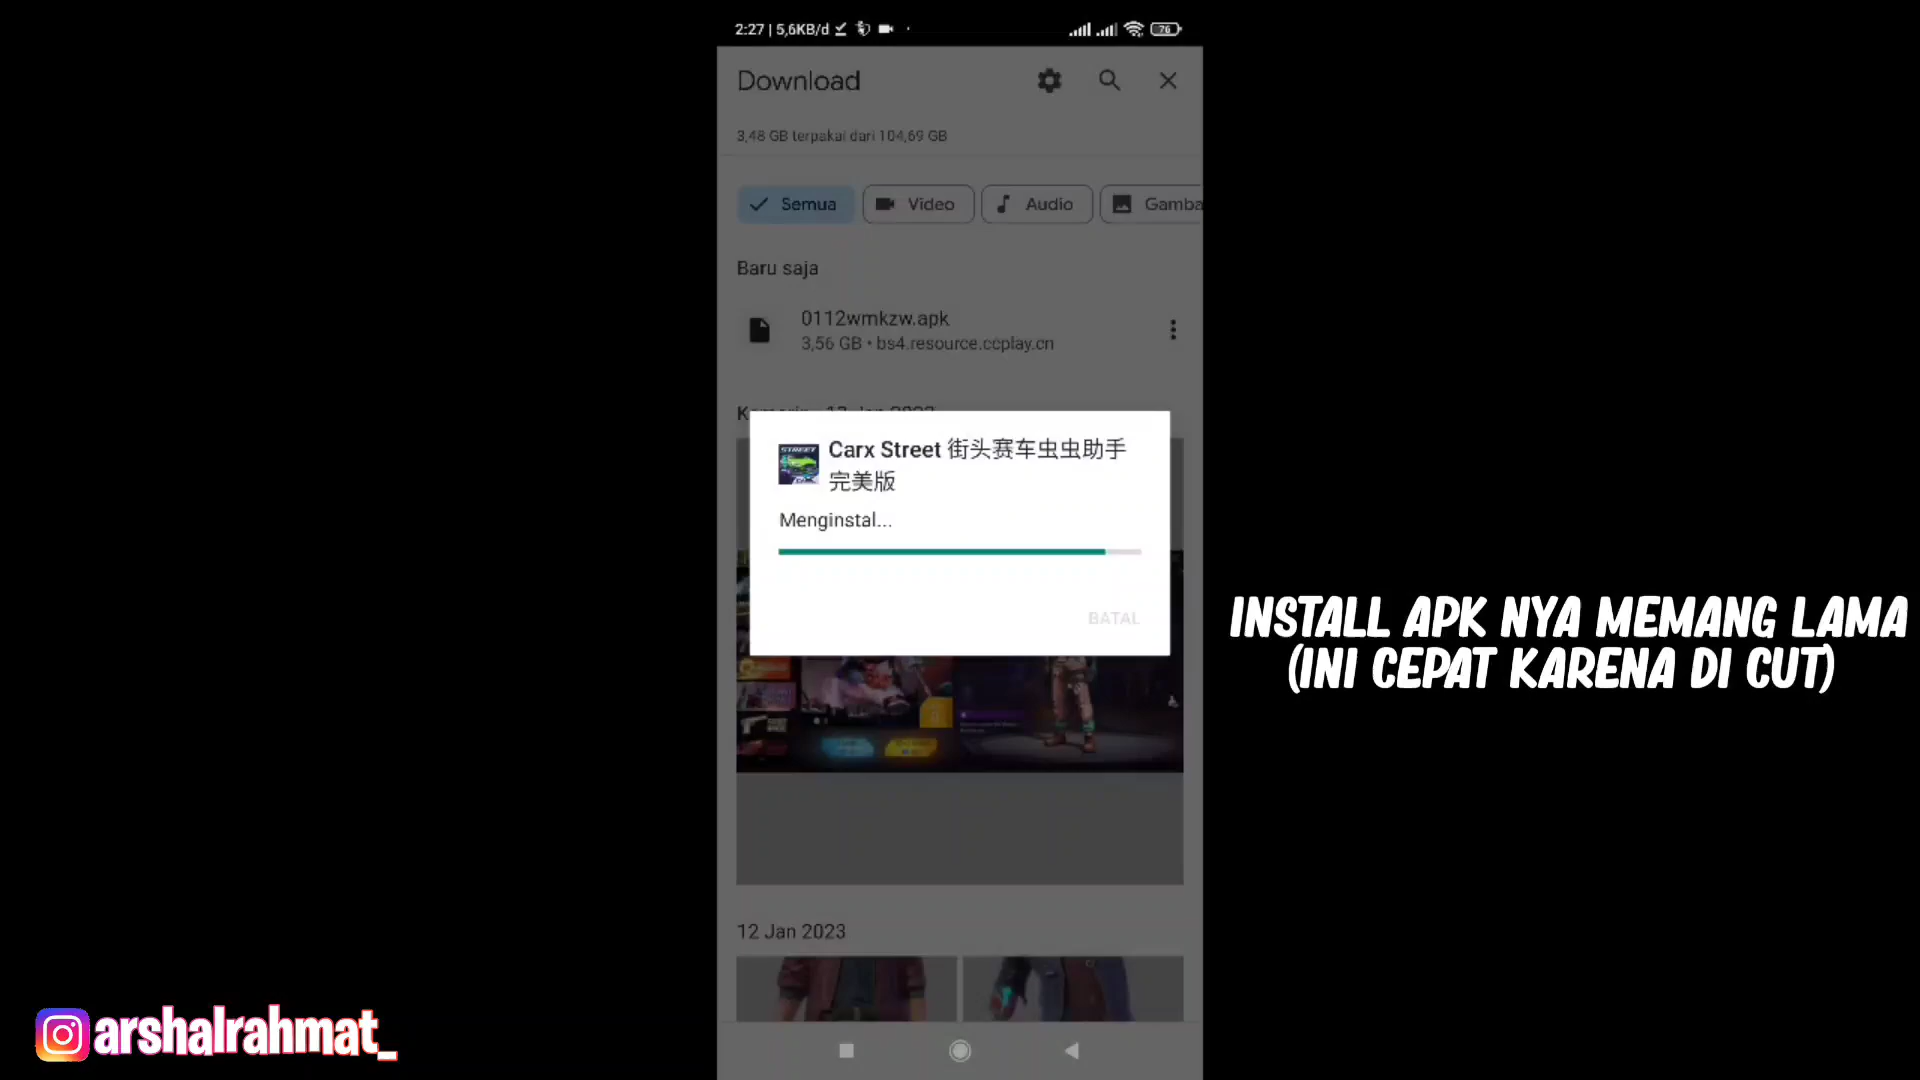 2:27 | 5,6KB/d
76
Download
3,48 GB terpakai dari 104,69 GB
Semua
Video
Audio
Gamba
Baru saja
0112wmkzw.apk
3,56 GB • bs4.resource.ccplay.cn
Carx Street 街头赛车虫虫助手
完美版
Menginstal...
BATAL
INSTALL APK NYA MEMANG LAMA
(INI CEPAT KARENA DI CUT)
12 Jan 2023
arshalrahmat_